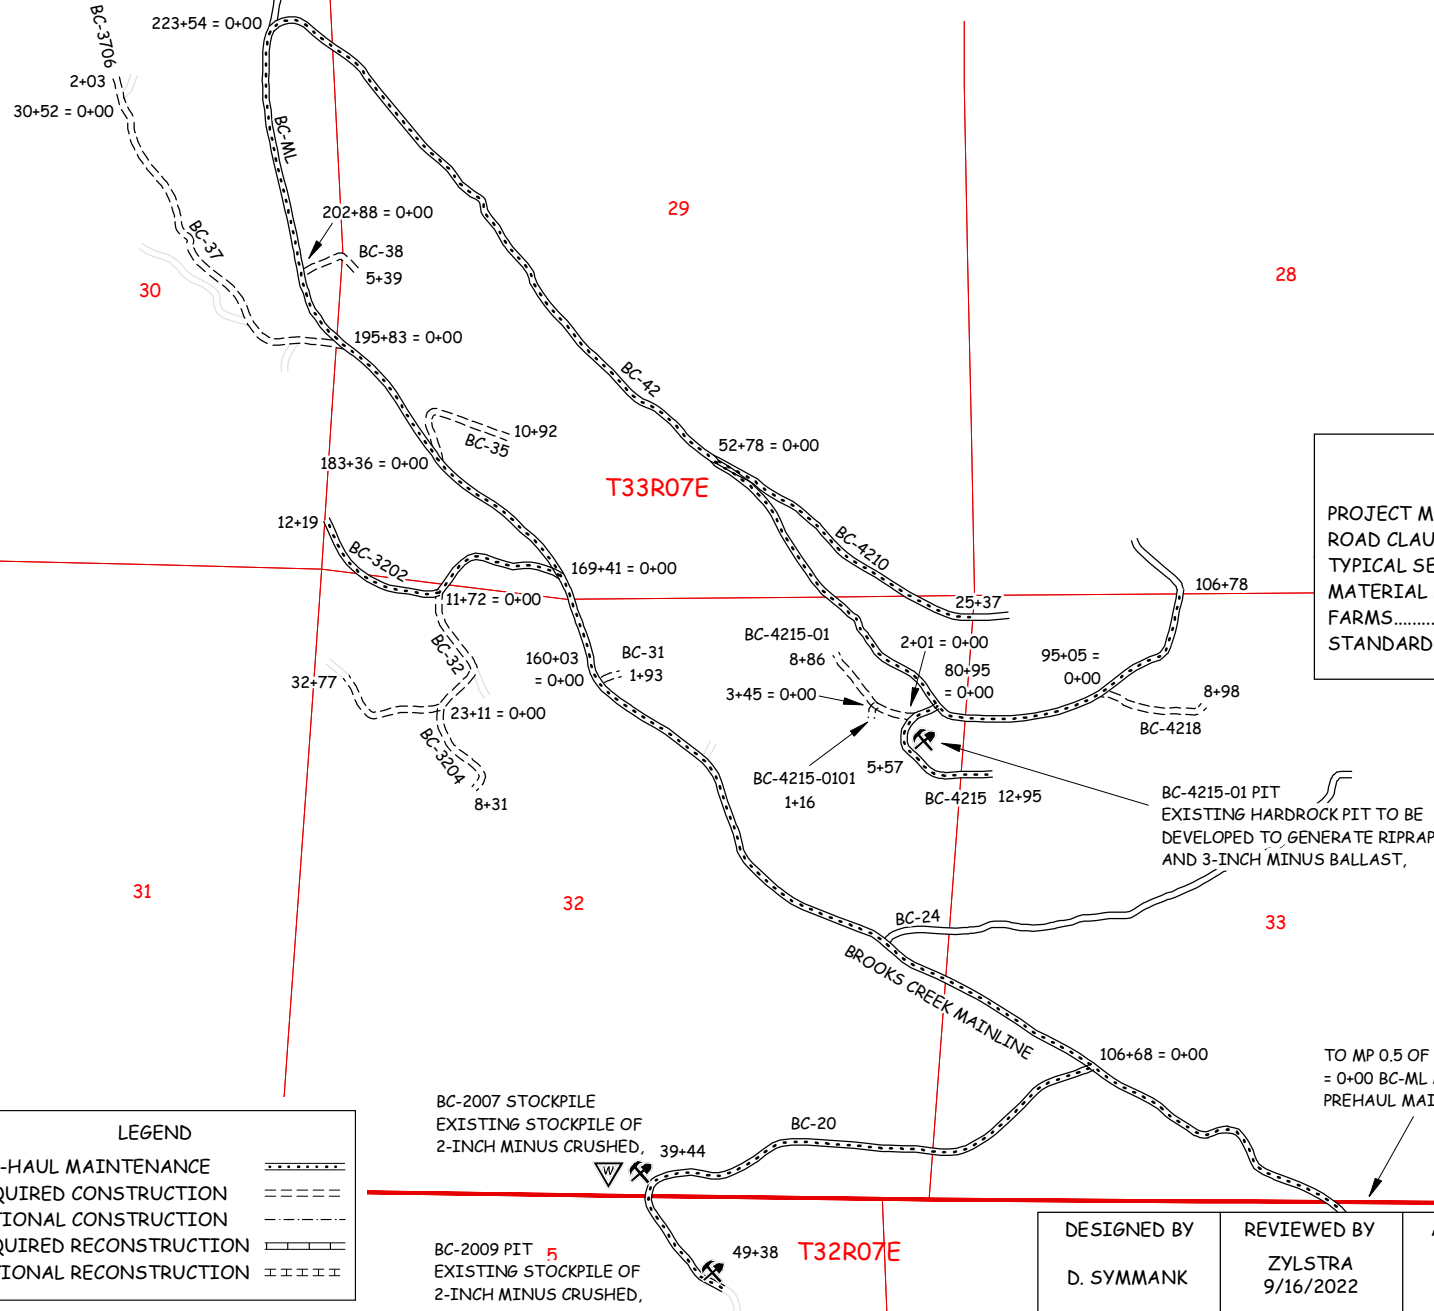 BC-3706
223+54 = 0+00
2+03
30+52 = 0+00
BC-ML
29
202+88 = 0+00
BC-37
BC-38
5+39
28
30
195+83 = 0+00
BC-42
BC-35
10+92
52+78 = 0+00
183+36 = 0+00
T33R07E
PROJECT M
ROAD CLAU
TYPICAL SE
MATERIAL
FARMS.........
STANDARD
12+19
BC-3202
BC-4210
169+41 = 0+00
106+78
11+72 = 0+00
25+37
BC-32
BC-4215-01
8+86
2+01 = 0+00
BC-31
1+93
160+03
= 0+00
95+05 =
0+00
80+95
= 0+00
32+77
3+45 = 0+00
8+98
23+11 = 0+00
BC-4218
BC-3204
5+57
BC-4215-0101
1+16
BC-4215
12+95
8+31
BC-4215-01 PIT
EXISTING HARDROCK PIT TO BE
DEVELOPED TO GENERATE RIPRAP
AND 3-INCH MINUS BALLAST,
31
32
33
BC-24
BROOKS CREEK MAINLINE
106+68 = 0+00
TO MP 0.5 OF
= 0+00 BC-ML
PREHAUL MAI
BC-2007 STOCKPILE
EXISTING STOCKPILE OF
2-INCH MINUS CRUSHED,
BC-20
39+44
W
LEGEND
-HAUL MAINTENANCE
QUIRED CONSTRUCTION
TIONAL CONSTRUCTION
QUIRED RECONSTRUCTION
TIONAL RECONSTRUCTION
BC-2009 PIT
EXISTING STOCKPILE OF
2-INCH MINUS CRUSHED,
5
49+38
T32R07E
DESIGNED BY
D. SYMMANK
REVIEWED BY
ZYLSTRA
9/16/2022